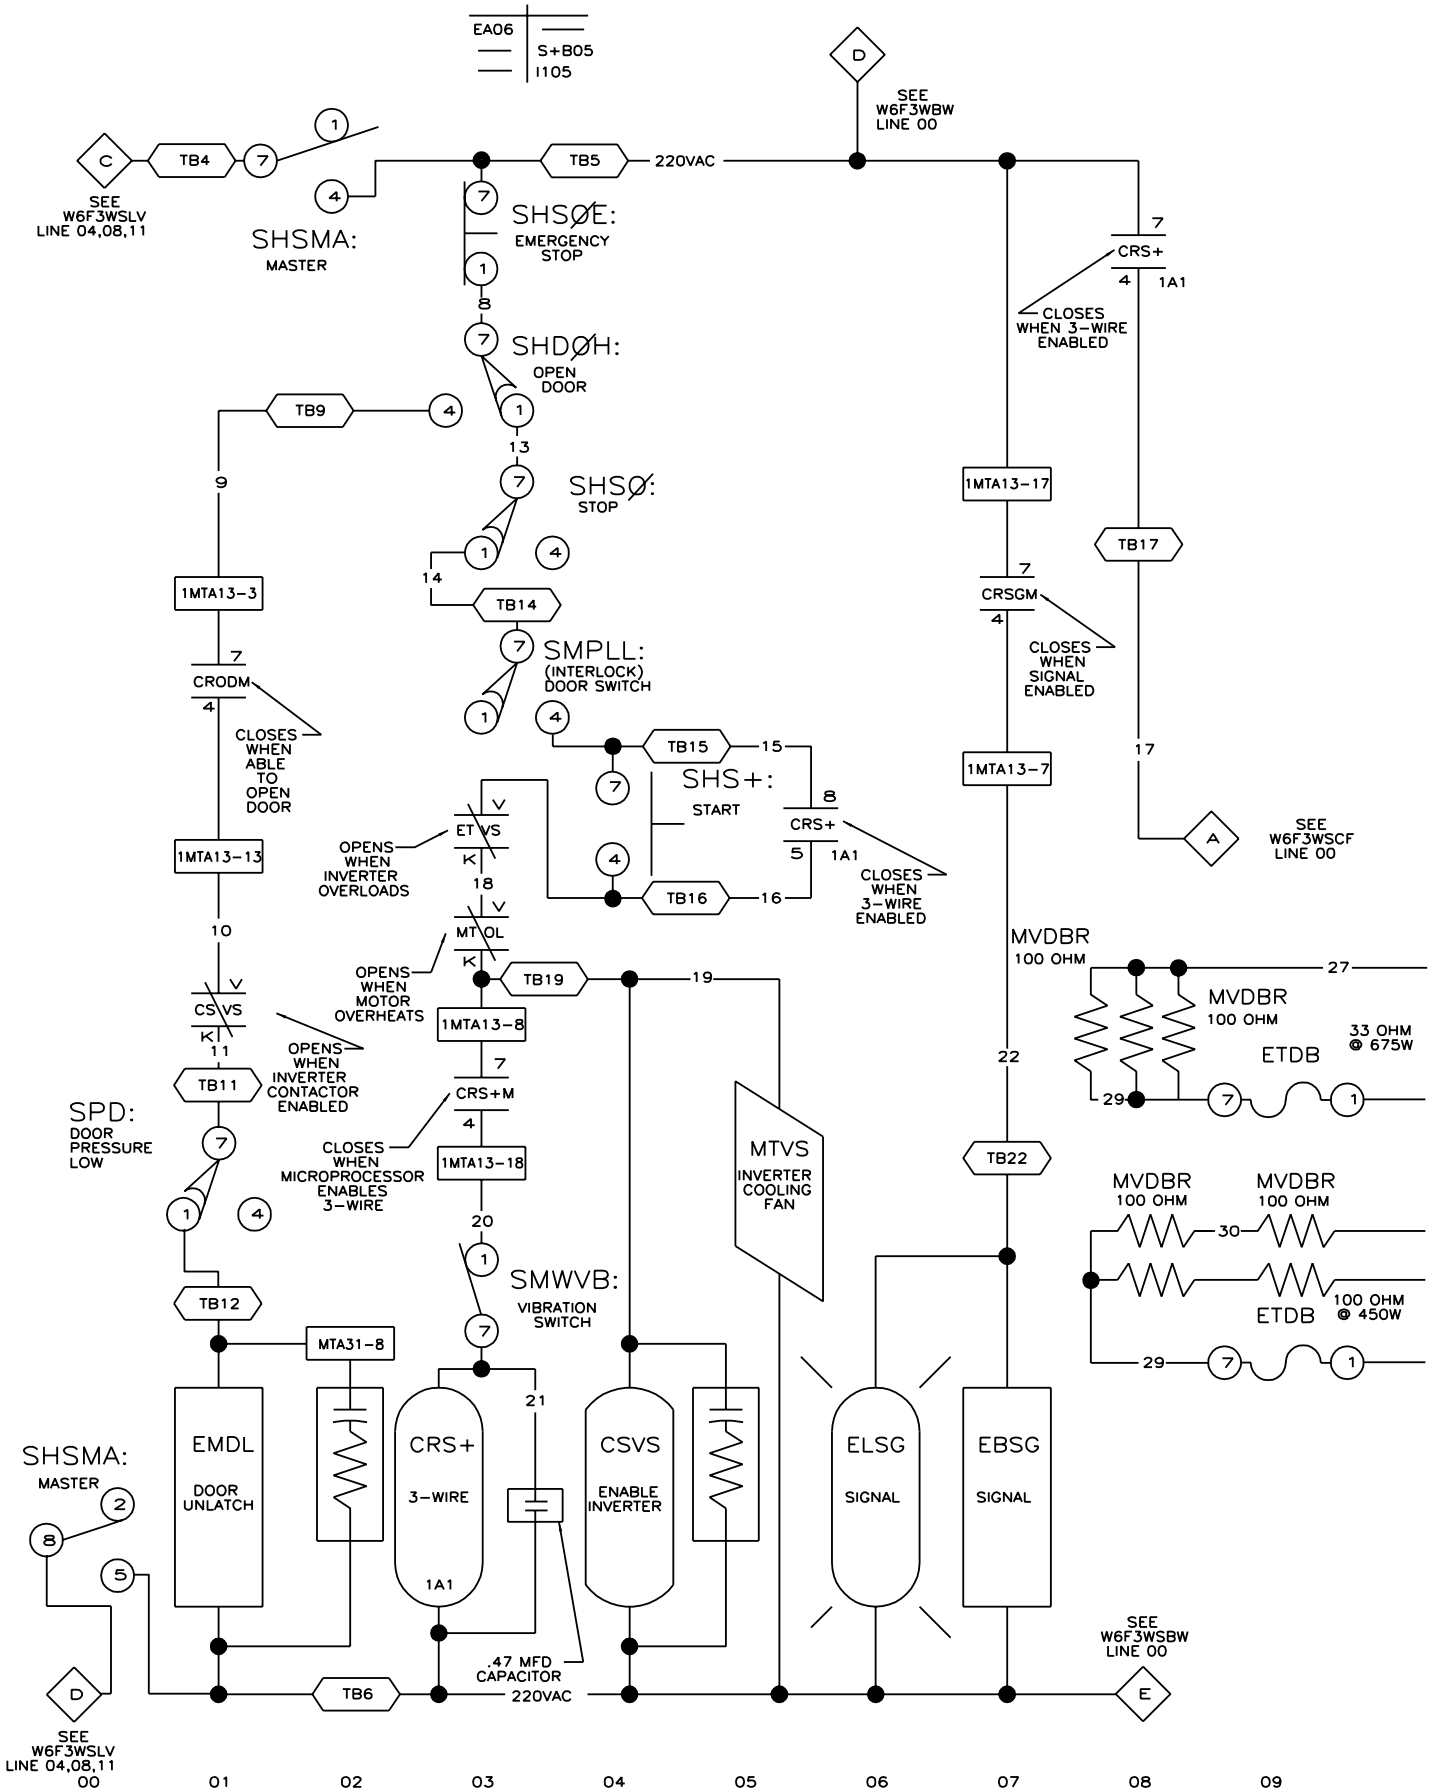 EA06
S+B05
1105
D
SEE
W6F3WBW
LINE 00
C
TB4
7
1
4
SEE
W6F3WSLV
LINE 04,08,11
SHSMA:
MASTER
7
TB5
220VAC
SHSØE:
EMERGENCY
STOP
1
8
7
SHDØH:
OPEN
DOOR
TB9
4
1
13
9
7
SHSØ:
STOP
1
4
14
TB14
7
CRS+
4
1A1
CLOSES
WHEN 3-WIRE
ENABLED
1MTA13-17
TB17
7
CRSGM
4
CLOSES
WHEN
SIGNAL
ENABLED
1MTA13-3
7
CRODM
4
CLOSES
WHEN
ABLE
TO
OPEN
DOOR
7
SMPLL:
(INTERLOCK)
DOOR SWITCH
1
4
TB15
15
7
SHS+:
START
8
CRS+
5
1A1
4
TB16
16
CLOSES
WHEN
3-WIRE
ENABLED
1MTA13-7
17
A
SEE
W6F3WSCF
LINE 00
V
ET VS
K
OPENS
WHEN
INVERTER
OVERLOADS
18
V
MT OL
K
OPENS
WHEN
MOTOR
OVERHEATS
1MTA13-13
10
V
CS VS
K
11
OPENS
WHEN
INVERTER
CONTACTOR
ENABLED
TB11
SPD:
DOOR
PRESSURE
LOW
7
1
4
TB12
MTA31-8
TB19
19
1MTA13-8
7
CRS+M
4
CLOSES
WHEN
MICROPROCESSOR
ENABLES
3-WIRE
1MTA13-18
20
1
SMWVB:
VIBRATION
SWITCH
7
21
MTVS
INVERTER
COOLING
FAN
22
TB22
MVDBR
100 OHM
27
MVDBR
100 OHM
33 OHM
@ 675W
ETDB
29
7
1
MVDBR
100 OHM
MVDBR
100 OHM
30
100 OHM
@ 450W
ETDB
29
7
1
SHSMA:
MASTER
2
8
5
EMDL
DOOR
UNLATCH
CRS+
3-WIRE
1A1
CSVS
ENABLE
INVERTER
ELSG
SIGNAL
EBSG
SIGNAL
.47 MFD
CAPACITOR
D
SEE
W6F3WSLV
LINE 04,08,11
TB6
220VAC
SEE
W6F3WSBW
LINE 00
E
00
01
02
03
04
05
06
07
08
09